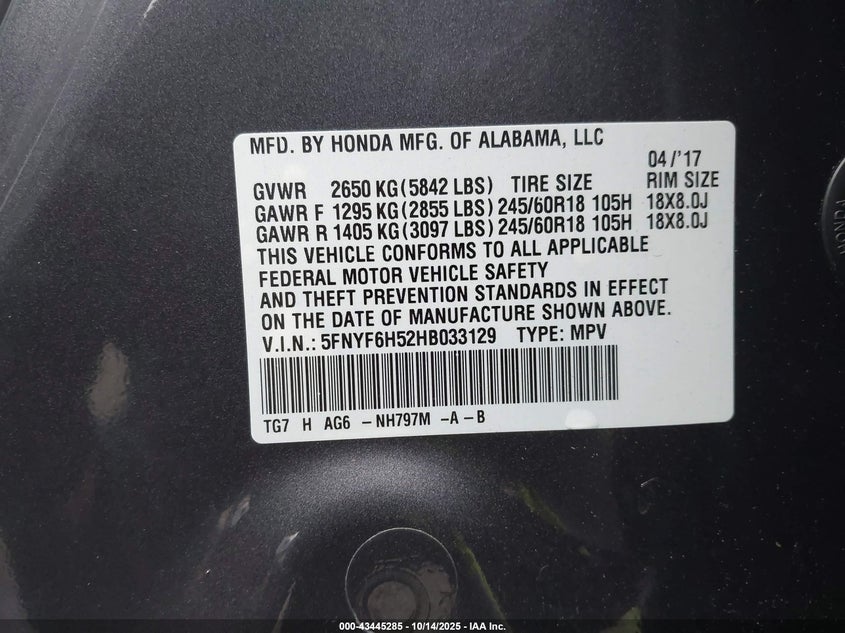 MFD. BY HONDA MFG. OF ALABAMA, LLC
04/'17
GVWR 2650 KG(5842 LBS) TIRE SIZE RIM SIZE
GAWR F 1295 KG(2855 LBS)245/60R18 105H 18X8.0J
GAWR R 1405 KG(3097 LBS)245/60R18 105H 18X8.0J
THIS VEHICLE CONFORMS TO ALL APPLICABLE
FEDERAL MOTOR VEHICLE SAFETY
AND THEFT PREVENTION STANDARDS IN EFFECT
ON THE DATE OF MANUFACTURE SHOWN ABOVE.
V.I.N.: 5FNYF6H52HB033129 TYPE: MPV
TG7 H AG6 -NH797M -A-B
HONDA
000-43445285 - 10/14/2025 - IAA Inc.